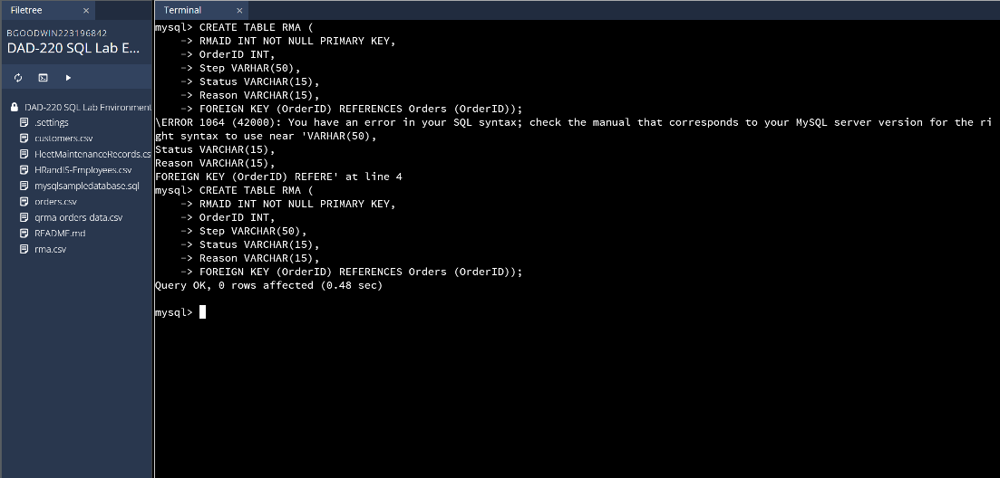 Filetree ×
BGOODWIN223196842
DAD-220 SQL Lab E...
DAD-220 SQL Lab Environment
.settings
customers.csv
FleetMaintenanceRecords.cs
HRandIS-Employees.csv
mysqlsampledatabase.sql
orders.csv
qrma-orders-data.csv
README.md
rma.csv
Terminal ×
mysql> CREATE TABLE RMA (
    -> RMAID INT NOT NULL PRIMARY KEY,
    -> OrderID INT,
    -> Step VARHAR(50),
    -> Status VARCHAR(15),
    -> Reason VARCHAR(15),
    -> FOREIGN KEY (OrderID) REFERENCES Orders (OrderID));
\ERROR 1064 (42000): You have an error in your SQL syntax; check the manual that corresponds to your MySQL server version for the ri
ght syntax to use near 'VARHAR(50),
Status VARCHAR(15),
Reason VARCHAR(15),
FOREIGN KEY (OrderID) REFERE' at line 4
mysql> CREATE TABLE RMA (
    -> RMAID INT NOT NULL PRIMARY KEY,
    -> OrderID INT,
    -> Step VARCHAR(50),
    -> Status VARCHAR(15),
    -> Reason VARCHAR(15),
    -> FOREIGN KEY (OrderID) REFERENCES Orders (OrderID));
Query OK, 0 rows affected (0.48 sec)
mysql>